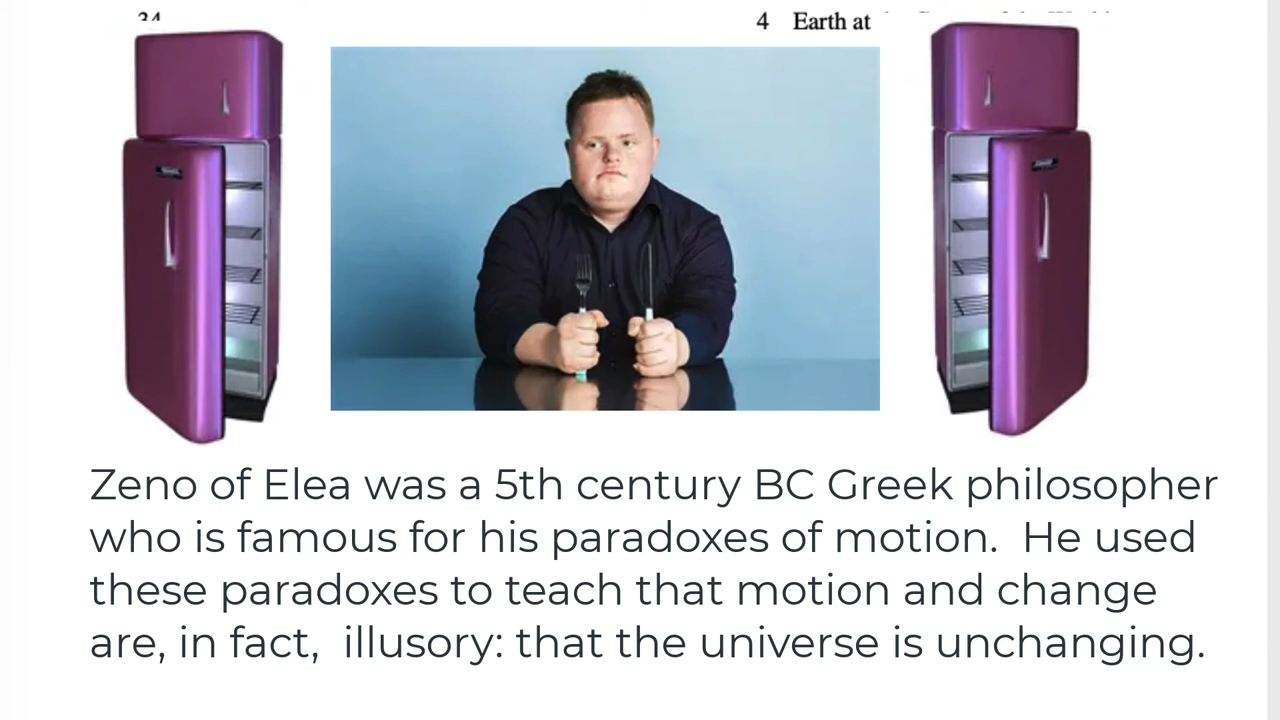 4 Earth at
Zeno of Elea was a 5th century BC Greek philosopher
who is famous for his paradoxes of motion. He used
these paradoxes to teach that motion and change
are, in fact, illusory: that the universe is unchanging.